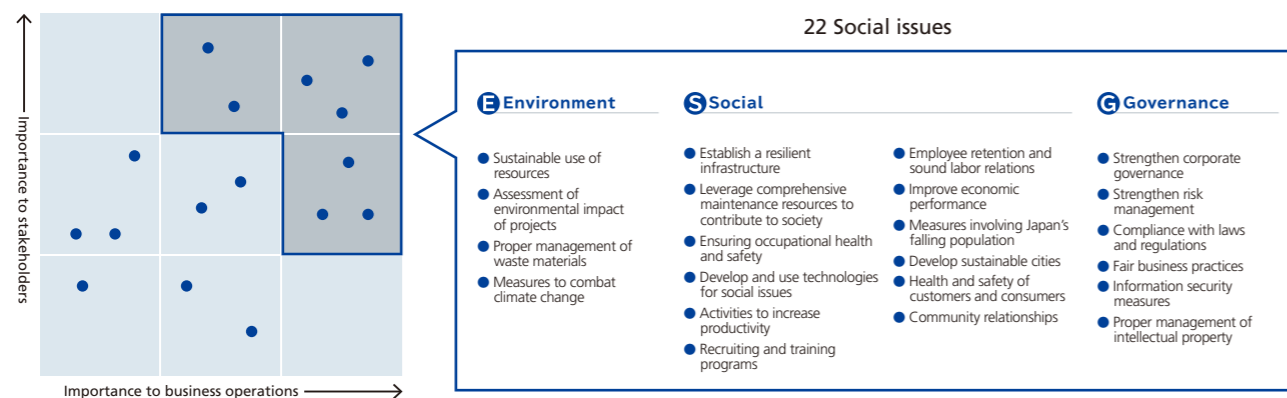 Importance to stakeholders
Importance to business operations
22 Social issues
E Environment
Sustainable use of
resources
Assessment of
environmental impact
of projects
Proper management of
waste materials
Measures to combat
climate change
S Social
Establish a resilient
infrastructure
Leverage comprehensive
maintenance resources to
contribute to society
Ensuring occupational health
and safety
Develop and use technologies
for social issues
Activities to increase
productivity
Recruiting and training
programs
Employee retention and
sound labor relations
Improve economic
performance
Measures involving Japan's
falling population
Develop sustainable cities
Health and safety of
customers and consumers
Community relationships
G Governance
Strengthen corporate
governance
Strengthen risk
management
Compliance with laws
and regulations
Fair business practices
Information security
measures
Proper management of
intellectual property